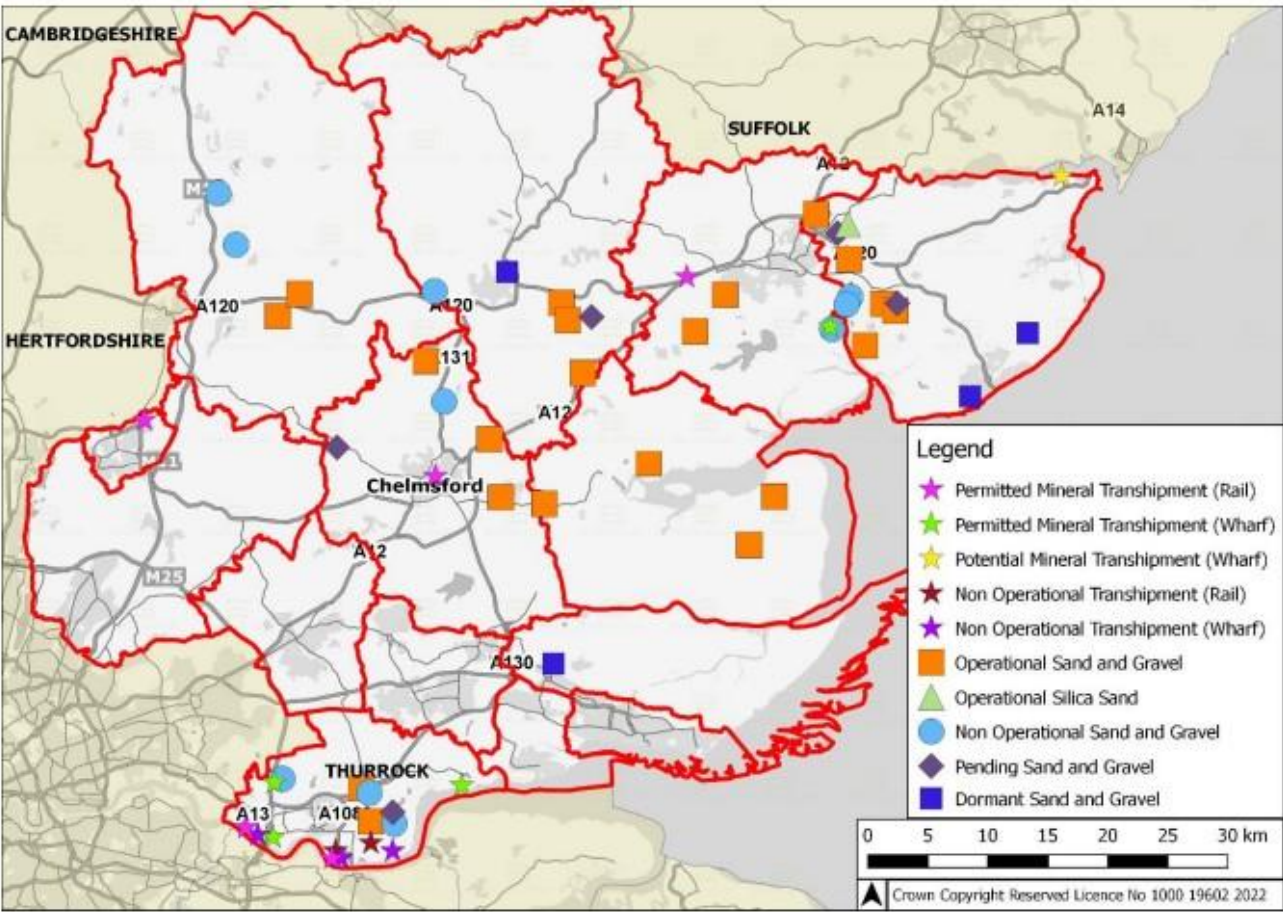 CAMBRIDGESHIRE
A14
SUFFOLK
A120
A120
HERTFORDSHIRE
A12
Chelmsford
A12
M25
A130
THURROCK
A13
Legend
Permitted Mineral Transhipment (Rail)
Permitted Mineral Transhipment (Wharf)
Potential Mineral Transhipment (Wharf)
Non Operational Transhipment (Rail)
Non Operational Transhipment (Wharf)
Operational Sand and Gravel
Operational Silica Sand
Non Operational Sand and Gravel
Pending Sand and Gravel
Dormant Sand and Gravel
0 5 10 15 20 25 30 km
Crown Copyright Reserved Licence No 1000 19602 2022